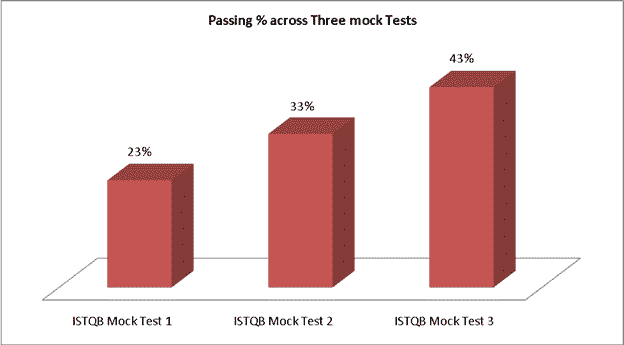 Passing % across Three mock Tests
43%
33%
23%
ISTQB Mock Test 1
ISTQB Mock Test 2
ISTQB Mock Test 3